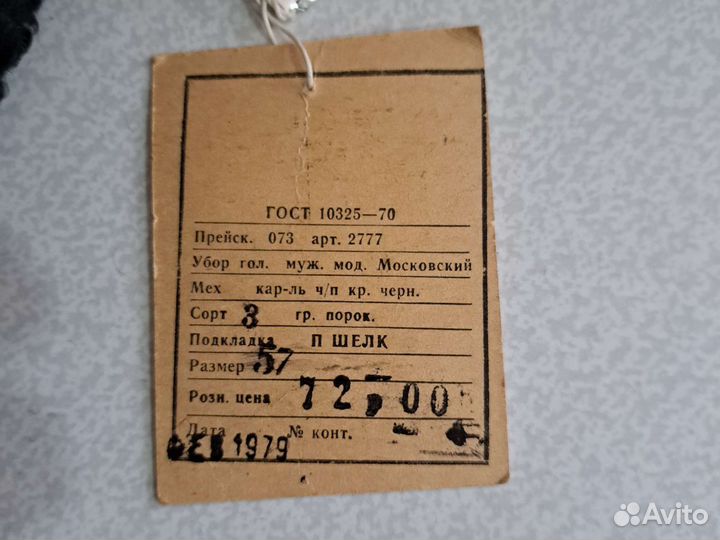 ГОСТ 10325—70
Прейск. 073 арт. 2777
Убор гол. муж. мод. Московский
Мех кар-ль ч/п кр. черн.
Сорт 3 гр. порок.
Подкладка П ШЕЛК
Размер 57
Розн. цена 72,00
Дата № конт.
ФЕВ 1979
Avito